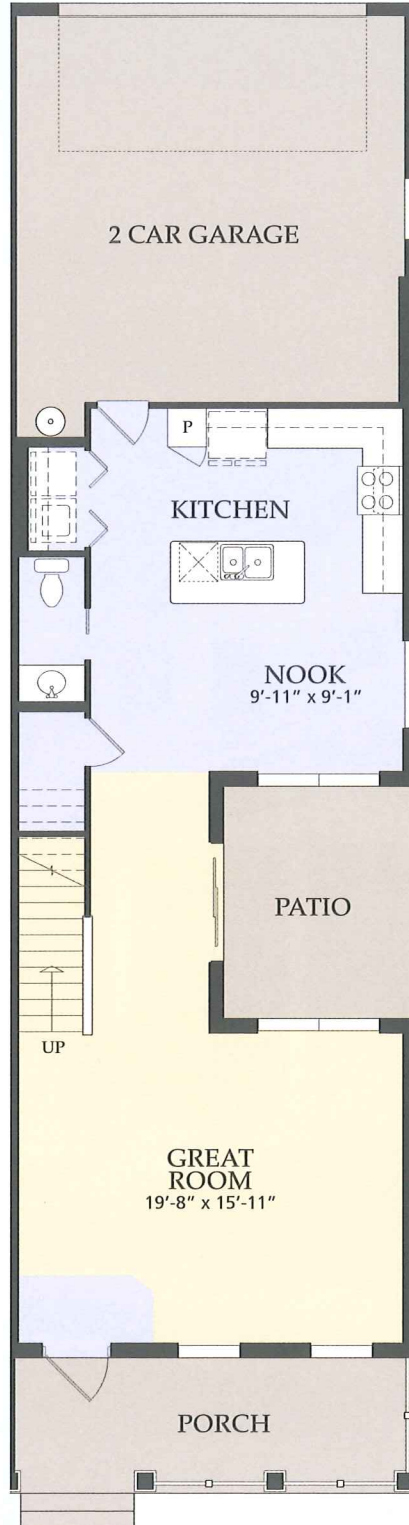 2 CAR GARAGE
P
KITCHEN
NOOK
9'-11" x 9'-1"
PATIO
UP
GREAT
ROOM
19'-8" x 15'-11"
PORCH